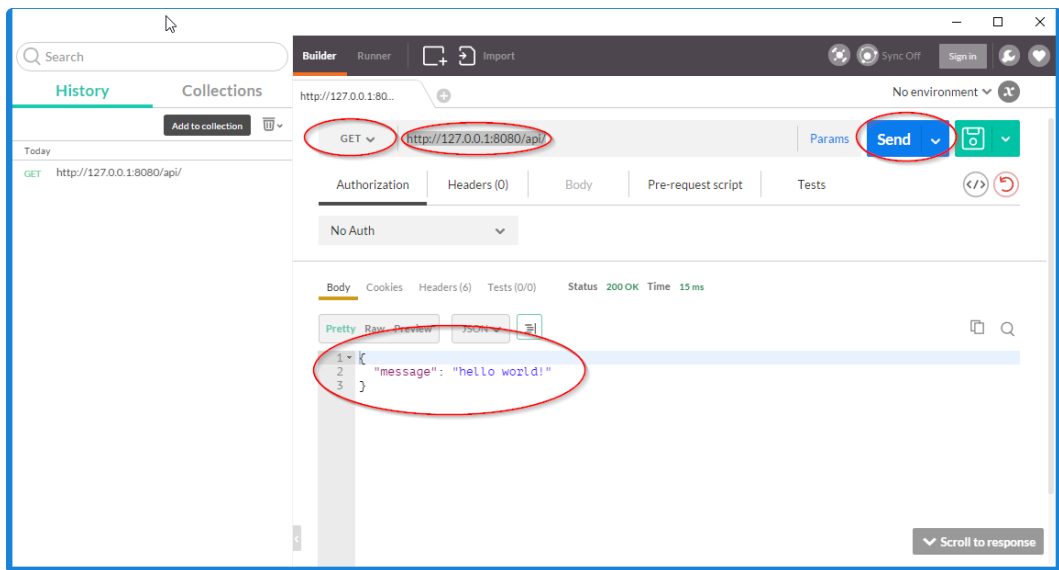 Search
History Collections
Add to collection
Today
GET http://127.0.0.1:8080/api/
Builder Runner Import Sync Off Sign in
http://127.0.0.1:80... No environment
GET http://127.0.0.1:8080/api/ Params Send
Authorization Headers (0) Body Pre-request script Tests </>
No Auth
Body Cookies Headers (6) Tests (0/0) Status 200 OK Time 15 ms
Pretty Raw Preview JSON
1 {
2 "message": "hello world!"
3 }
Scroll to response